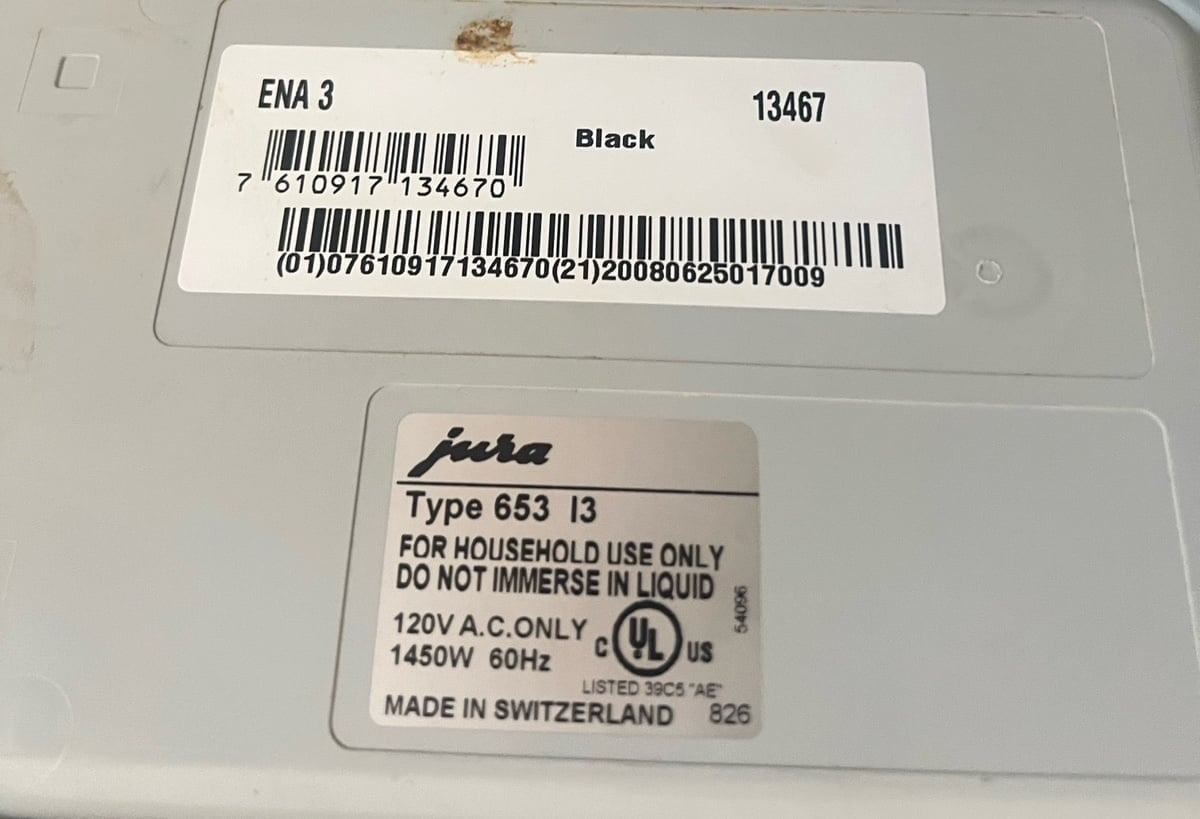 ENA 3
13467
Black
7 610917 134670
(01)07610917134670(21)20080625017009
jura
Type 653 I3
FOR HOUSEHOLD USE ONLY
DO NOT IMMERSE IN LIQUID
54096
120V A.C.ONLY
1450W 60Hz
C UL US
LISTED 39C5 "AE"
MADE IN SWITZERLAND 826